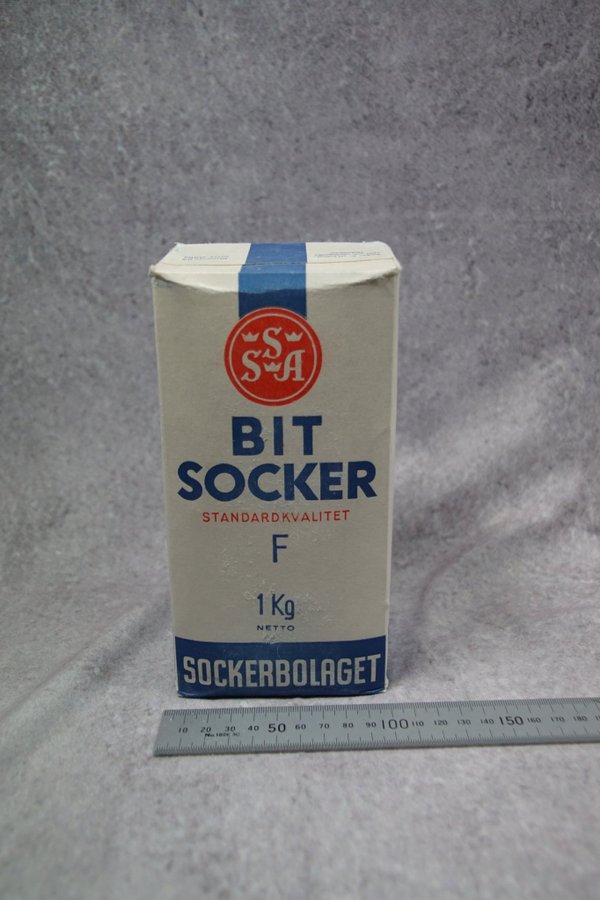 S
S A
BIT
SOCKER
STANDARDKVALITET
F
1 Kg
NETTO
SOCKERBOLAGET
10 20 30 40 50 60 70 80 90 100 110 120 130 140 150 160 170 180